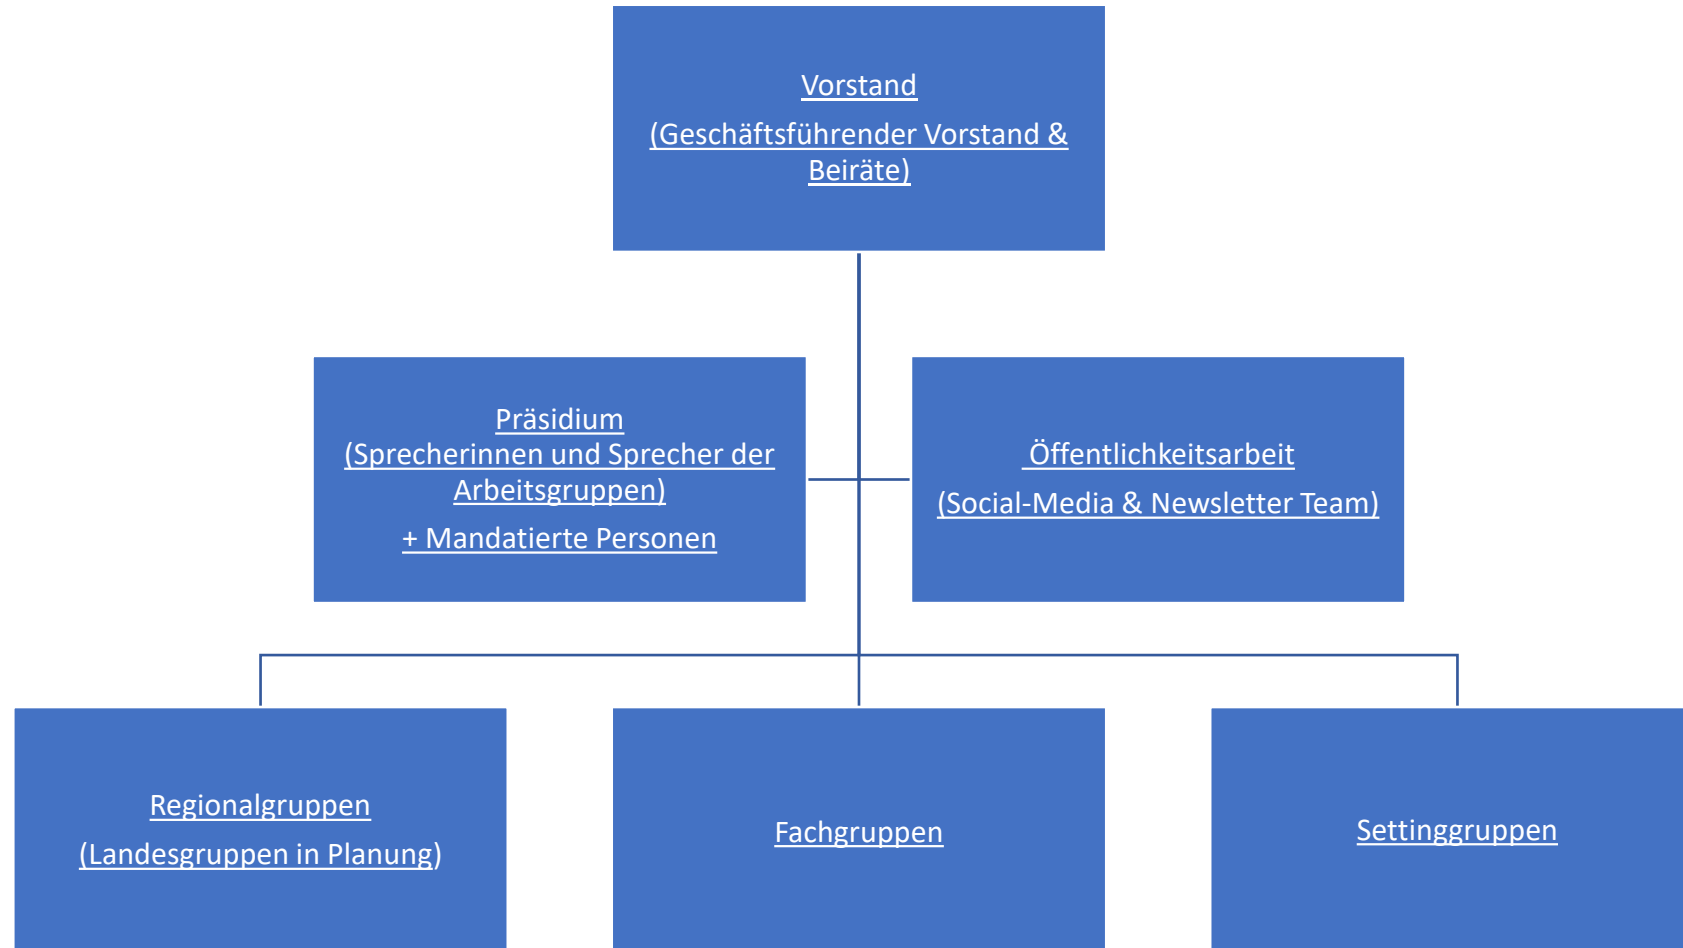 Vorstand
(Geschäftsführender Vorstand &
Beiräte)
Präsidium
(Sprecherinnen und Sprecher der
Arbeitsgruppen)
+ Mandatierte Personen
Öffentlichkeitsarbeit
(Social-Media & Newsletter Team)
Regionalgruppen
(Landesgruppen in Planung)
Fachgruppen
Settinggruppen